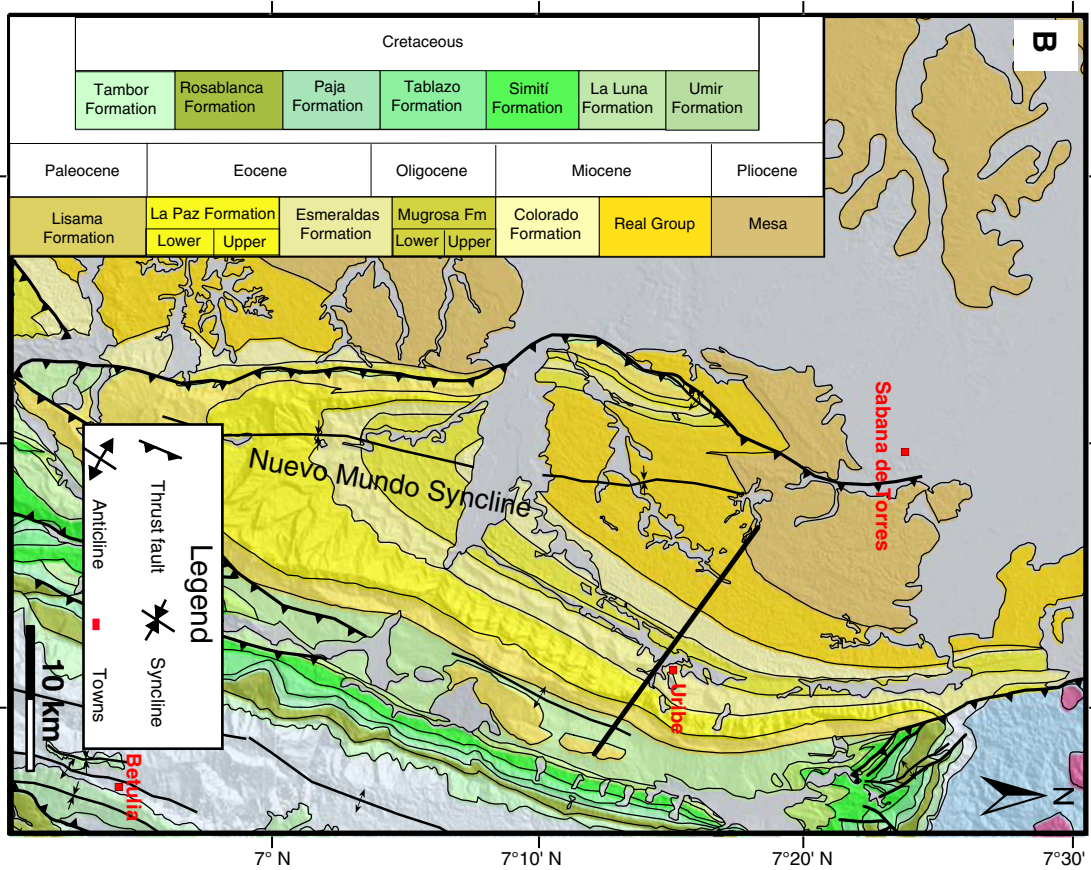 B
Cretaceous
Tambor
Formation
Rosablanca
Formation
Paja
Formation
Tablazo
Formation
Simití
Formation
La Luna
Formation
Umir
Formation
Paleocene
Eocene
Oligocene
Miocene
Pliocene
Lisama
Formation
La Paz Formation
Lower
Upper
Esmeraldas
Formation
Mugrosa Fm
Lower
Upper
Colorado
Formation
Real Group
Mesa
Sabana de Torres
Nuevo Mundo Syncline
Uribe
Legend
Thrust fault
Syncline
Anticline
Towns
10 km
Betulia
N
7° N
7°10' N
7°20' N
7°30'